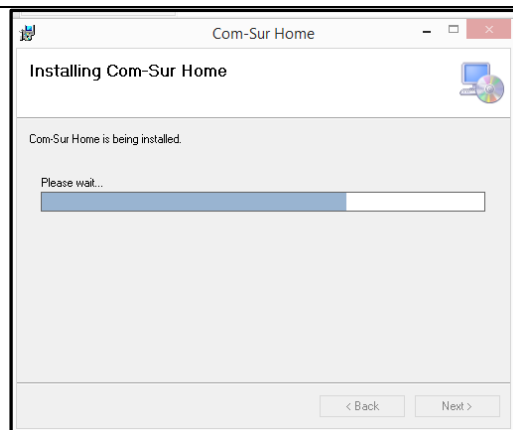 Com-Sur Home
Installing Com-Sur Home
Com-Sur Home is being installed.
Please wait...
< Back Next >